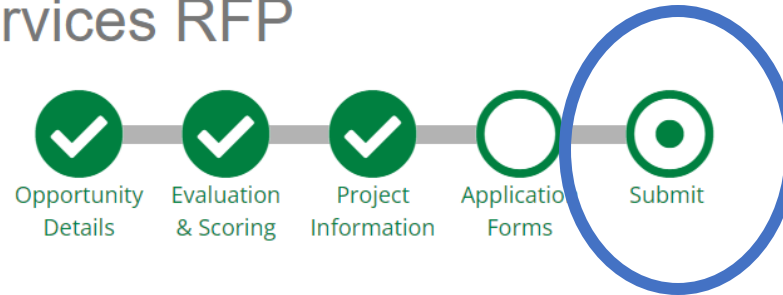 rvices RFP
Opportunity Evaluation Project Applicatio Submit
Details & Scoring Information Forms